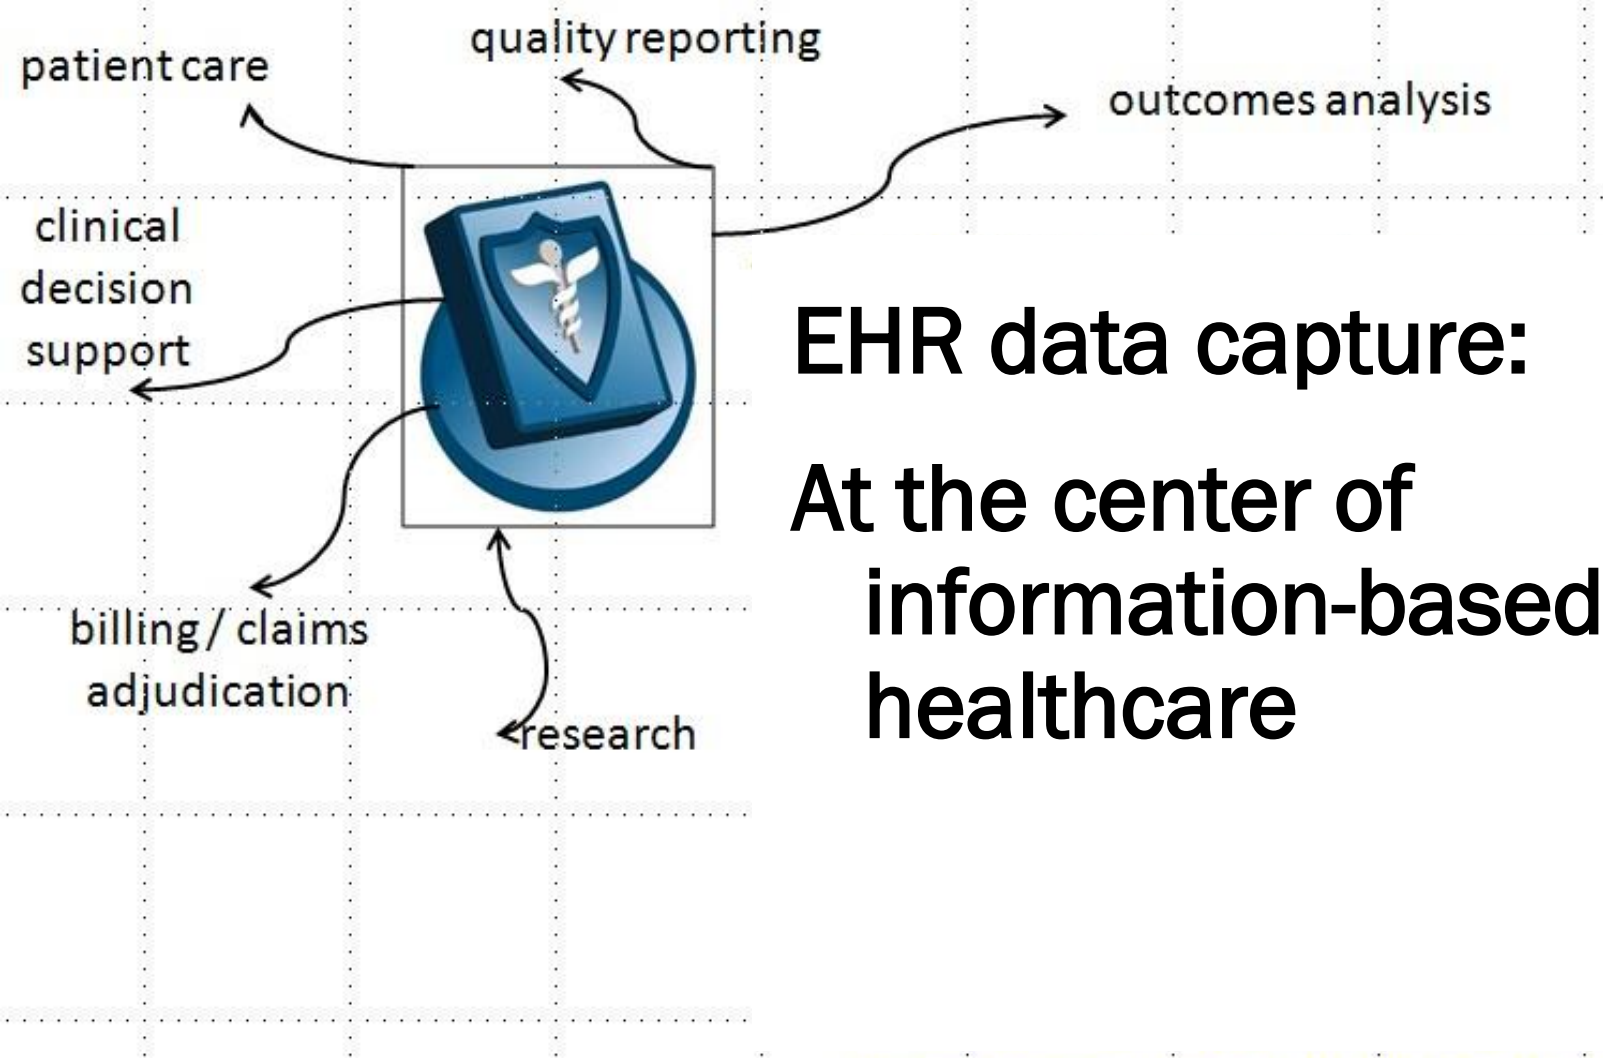 patient care
quality reporting
outcomes analysis
clinical
decision
support
billing / claims
adjudication
research
EHR data capture:
At the center of
information-based
healthcare